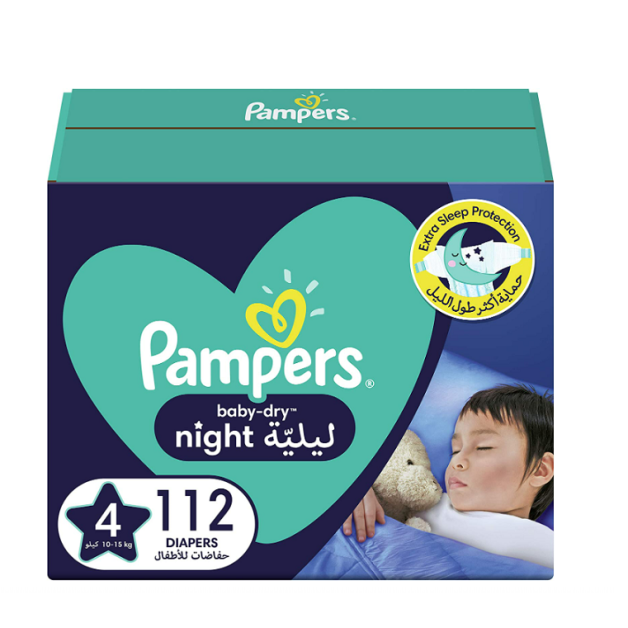 Pampers
Extra Sleep Protection
حماية أكثر طول الليل
Pampers®
baby-dry™
night ليليّة
4
10-15 kg كيلو
112
DIAPERS
حفاضات للأطفال